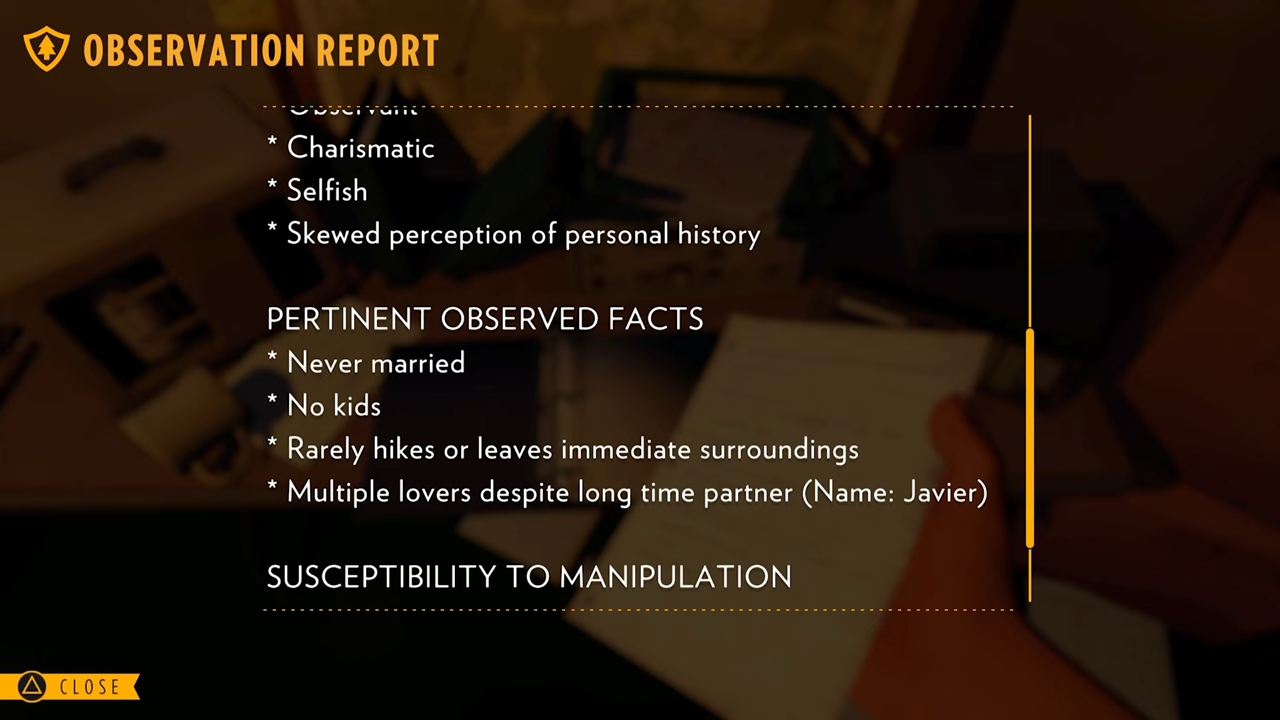 OBSERVATION REPORT
Observant
* Charismatic
* Selfish
* Skewed perception of personal history
PERTINENT OBSERVED FACTS
* Never married
* No kids
* Rarely hikes or leaves immediate surroundings
* Multiple lovers despite long time partner (Name: Javier)
SUSCEPTIBILITY TO MANIPULATION
CLOSE